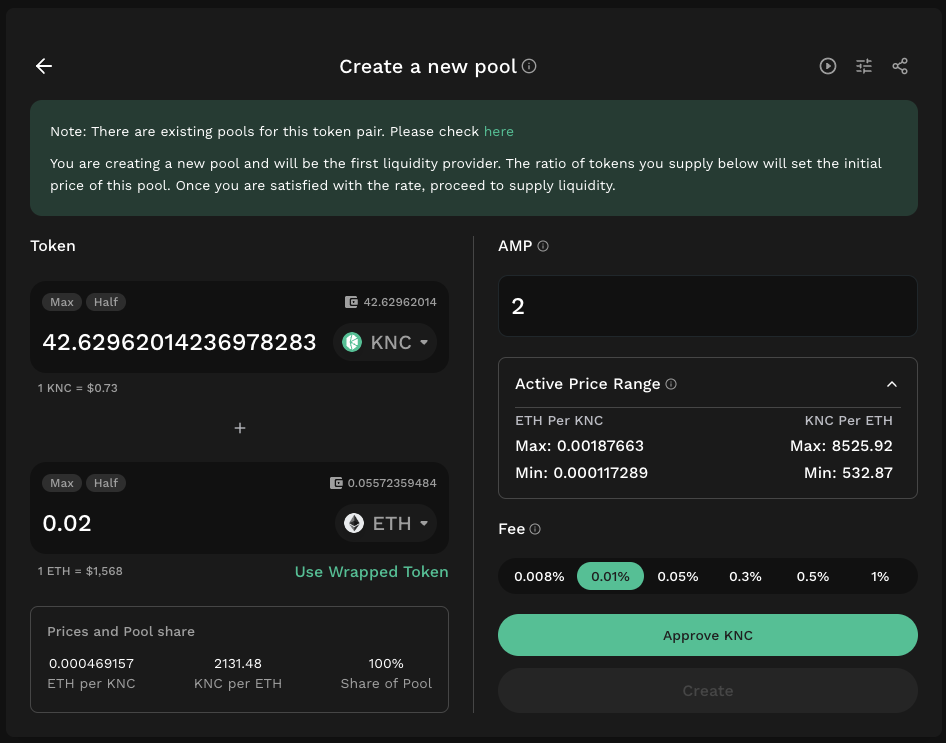 Create a new pool
Note: There are existing pools for this token pair. Please check here
You are creating a new pool and will be the first liquidity provider. The ratio of tokens you supply below will set the initial
price of this pool. Once you are satisfied with the rate, proceed to supply liquidity.
Token
Max Half 42.62962014
42.62962014236978283 KNC
1 KNC = $0.73
+
Max Half 0.05572359484
0.02 ETH
1 ETH = $1,568 Use Wrapped Token
Prices and Pool share
0.000469157 2131.48 100%
ETH per KNC KNC per ETH Share of Pool
AMP
2
Active Price Range
ETH Per KNC KNC Per ETH
Max: 0.00187663 Max: 8525.92
Min: 0.000117289 Min: 532.87
Fee
0.008% 0.01% 0.05% 0.3% 0.5% 1%
Approve KNC
Create